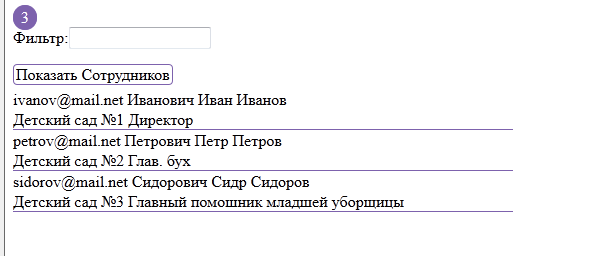 3
Фильтр:
Показать Сотрудников
ivanov@mail.net Иванович Иван Иванов
Детский сад №1 Директор
petrov@mail.net Петрович Петр Петров
Детский сад №2 Глав. бух
sidorov@mail.net Сидорович Сидр Сидоров
Детский сад №3 Главный помошник младшей уборщицы